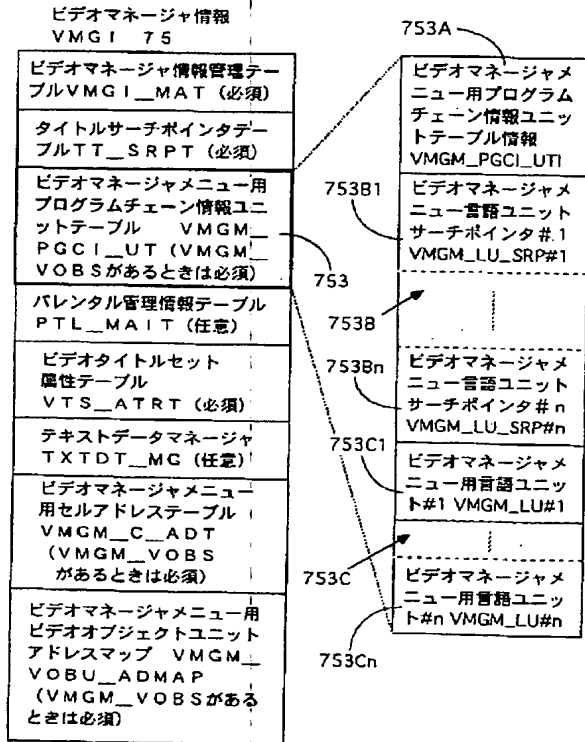 ビデオマネージャ情報
VMGI 75
ビデオマネージャ情報管理テー
ブルVMGI__MAT (必須)
タイトルサーチポインタテー
ブルTT__SRPT (必須)
ビデオマネージャメニュー用
プログラムチェーン情報ユニ
ットテーブル VMGM__
PGCI__UT (VMGM__
VOBSがあるときは必須)
パレンタル管理情報テーブル
PTL__MAIT (任意)
ビデオタイトルセット
属性テーブル
VTS__ATRT (必須)
テキストデータマネージャ
TXTDT__MG (任意)
ビデオマネージャメニュー
用セルアドレステーブル
VMGM__C__ADT
(VMGM__VOBS
があるときは必須)
ビデオマネージャメニュー用
ビデオオブジェクトユニット
アドレスマップ VMGM__
VOBU__ADMAP
(VMGM__VOBSがある
ときは必須)
753
753A
ビデオマネージャメ
ニュー用プログラム
チェーン情報ユニッ
トテーブル情報
VMGM_PGCI_UTI
753B1
ビデオマネージャメ
ニュー言語ユニット
サーチポインタ#1
VMGM_LU_SRP#1
753B
753Bn
ビデオマネージャメ
ニュー言語ユニット
サーチポインタ#n
VMGM_LU_SRP#n
753C1
ビデオマネージャメ
ニュー用言語ユニッ
ト#1 VMGM_LU#1
753C
753Cn
ビデオマネージャメ
ニュー用言語ユニッ
ト#n VMGM_LU#n